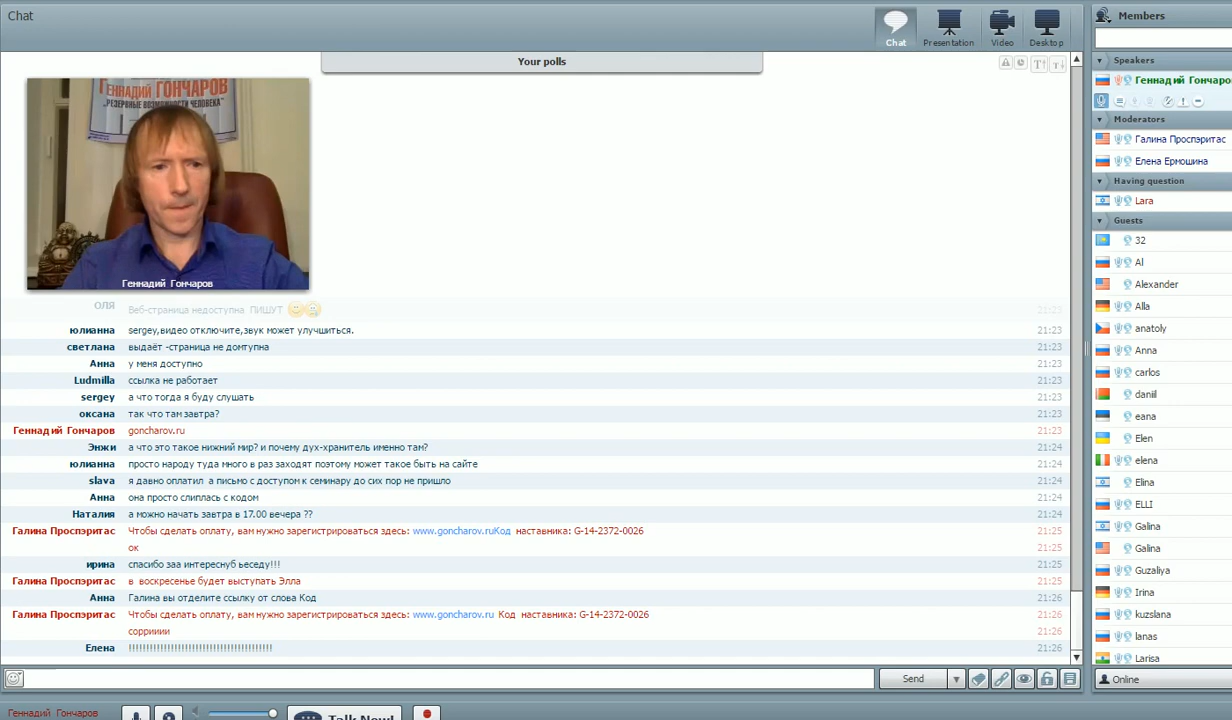 Chat
Chat
Presentation
Video
Desktop
Your polls
ГЕННАДИЙ ГОНЧАРОВ
"РЕЗЕРВНЫЕ ВОЗМОЖНОСТИ ЧЕЛОВЕКА"
Геннадий Гончаров
ОЛЯ Веб-страница недоступна ПИШУТ 21:23
юлианна sergey,видео отключите,звук может улучшиться. 21:23
светлана выдаёт -страница не домтупна 21:23
Анна у меня доступно 21:23
Ludmilla ссылка не работает 21:23
sergey а что тогда я буду слушать 21:23
оксана так что там завтра? 21:23
Геннадий Гончаров goncharov.ru 21:23
Энжи а что это такое нижний мир? и почему дух-хранитель именно там? 21:24
юлианна просто народу туда много в раз заходят поэтому может такое быть на сайте 21:24
slava я давно оплатил а письмо с доступом к семинару до сих пор не пришло 21:24
Анна она просто слиплась с кодом 21:24
Наталия а можно начать завтра в 17.00 вечера ?? 21:24
Галина Проспэритас Чтобы сделать оплату, вам нужно зарегистрироваться здесь: www.goncharov.ruКод наставника: G-14-2372-0026 21:25
ок 21:25
ирина спасибо заа интереснуб ьеседу!!! 21:25
Галина Проспэритас в воскресенье будет выступать Элла 21:25
Анна Галина вы отделите ссылку от слова Код 21:26
Галина Проспэритас Чтобы сделать оплату, вам нужно зарегистрироваться здесь: www.goncharov.ru Код наставника: G-14-2372-0026 21:26
соррииии 21:26
Елена !!!!!!!!!!!!!!!!!!!!!!!!!!!!!!!!!!!!!!!!! 21:26
Send
Геннадий Гончаров
Talk Now!
Members
Speakers
Геннадий Гончаро
Moderators
Галина Проспэритас
Елена Ермошина
Having question
Lara
Guests
32
Al
Alexander
Alla
anatoly
Anna
carlos
daniil
eana
Elen
elena
Elina
ELLI
Galina
Galina
Guzaliya
Irina
kuzslana
lanas
Larisa
Online